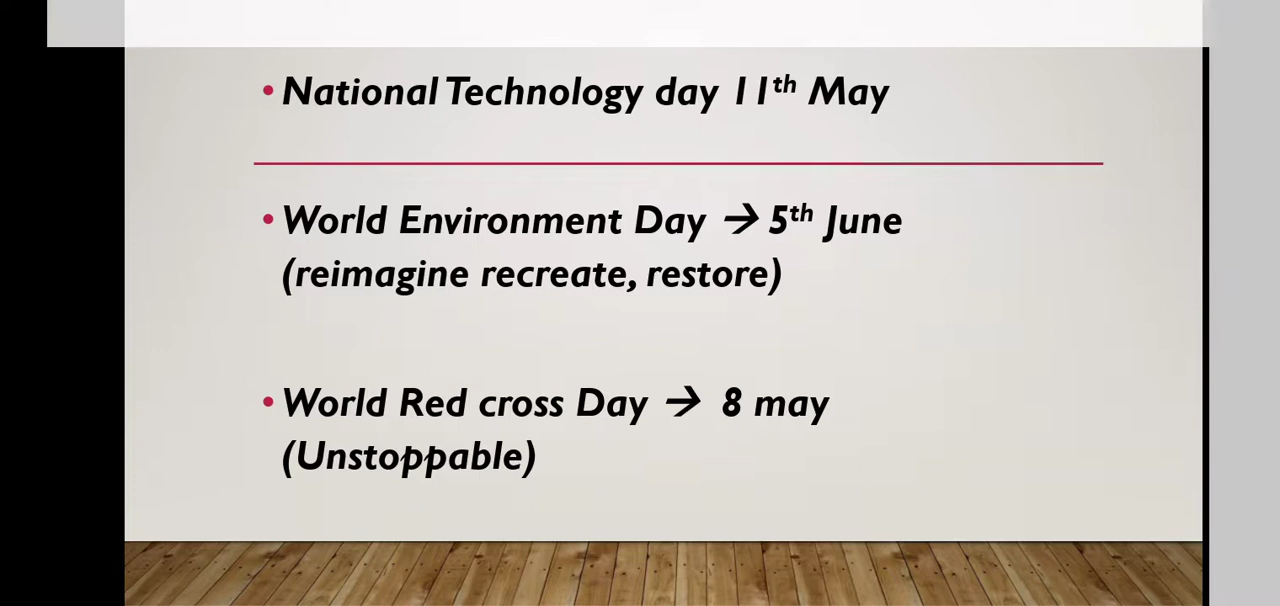 • National Technology day 11th May
• World Environment Day → 5th June
(reimagine recreate, restore)
• World Red cross Day → 8 may
(Unstoppable)